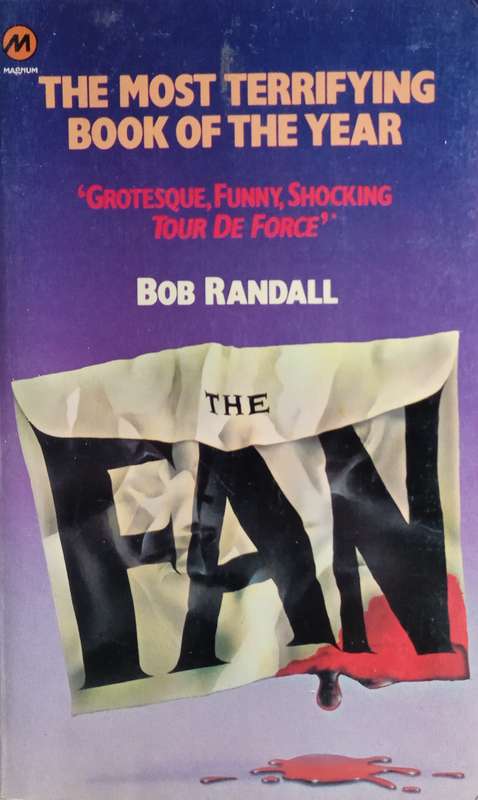 M
MAGNUM
THE MOST TERRIFYING
BOOK OF THE YEAR
‘GROTESQUE, FUNNY, SHOCKING
TOUR DE FORCE’*
BOB RANDALL
THE
FAN